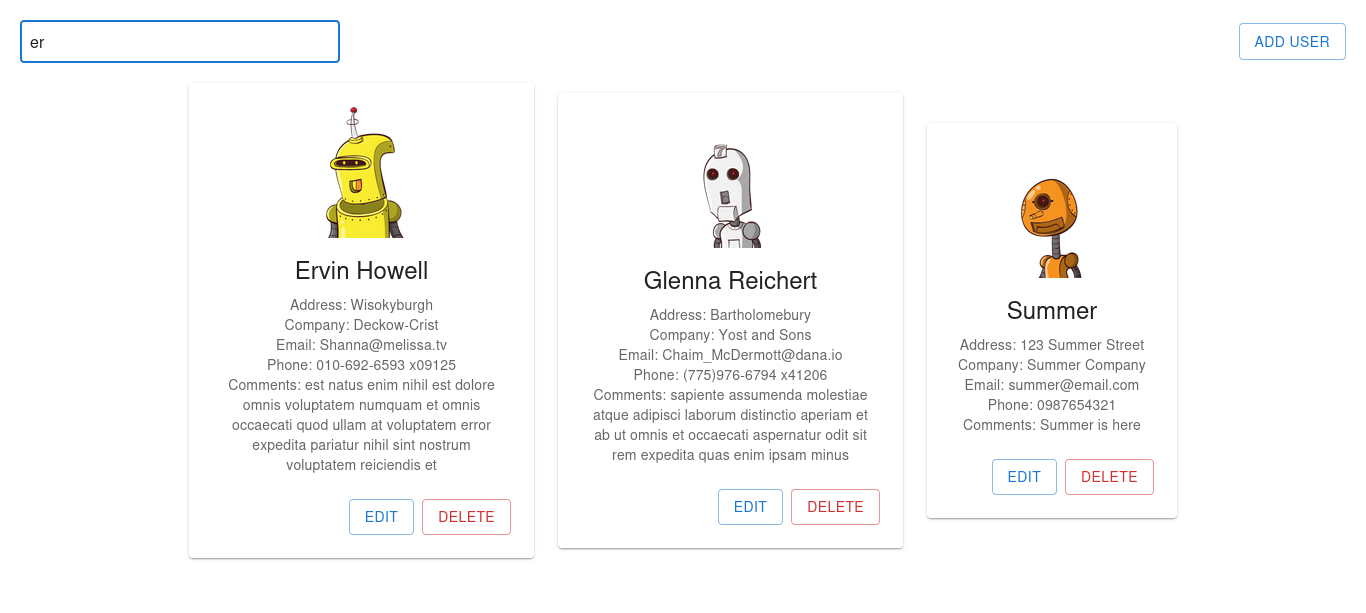 er
ADD USER
Ervin Howell
Address: Wisokyburgh
Company: Deckow-Crist
Email: Shanna@melissa.tv
Phone: 010-692-6593 x09125
Comments: est natus enim nihil est dolore
omnis voluptatem numquam et omnis
occaecati quod ullam at voluptatem error
expedita pariatur nihil sint nostrum
voluptatem reiciendis et
EDIT
DELETE
7
Glenna Reichert
Address: Bartholomebury
Company: Yost and Sons
Email: Chaim_McDermott@dana.io
Phone: (775)976-6794 x41206
Comments: sapiente assumenda molestiae
atque adipisci laborum distinctio aperiam et
ab ut omnis et occaecati aspernatur odit sit
rem expedita quas enim ipsam minus
EDIT
DELETE
Summer
Address: 123 Summer Street
Company: Summer Company
Email: summer@email.com
Phone: 0987654321
Comments: Summer is here
EDIT
DELETE